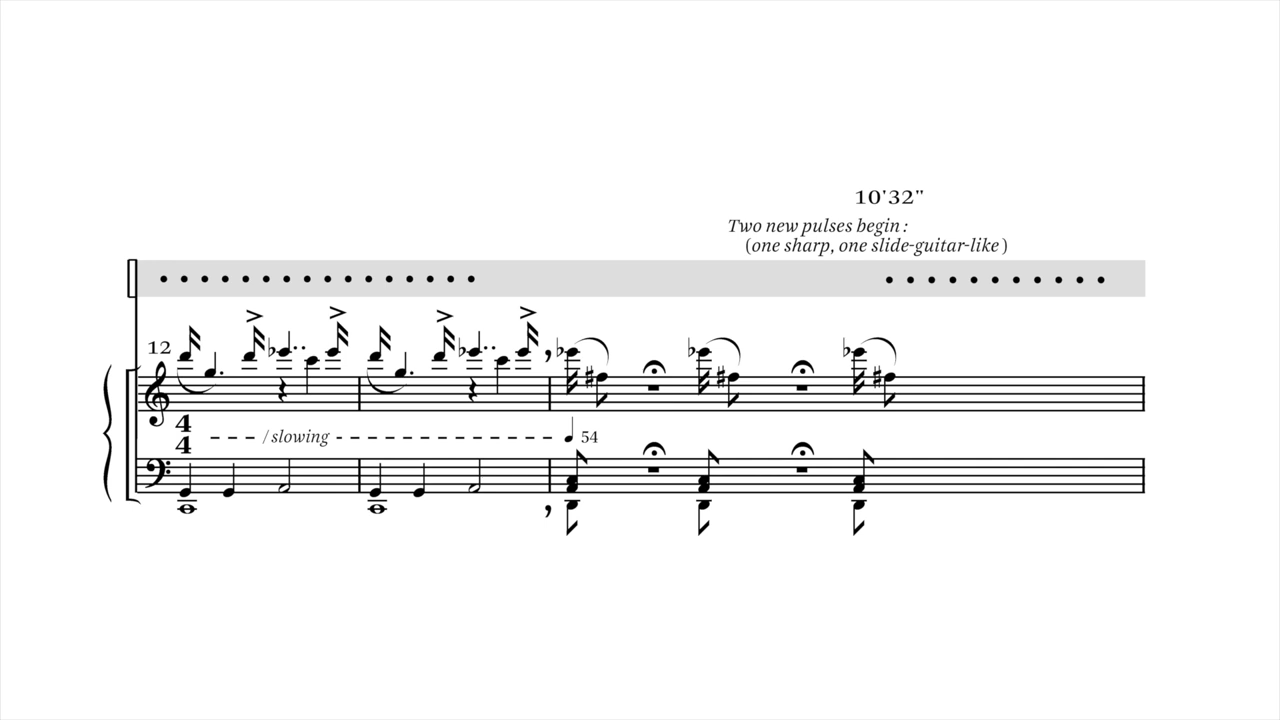 10'32"
Two new pulses begin :
(one sharp, one slide-guitar-like )
12
4
4
/ slowing
54